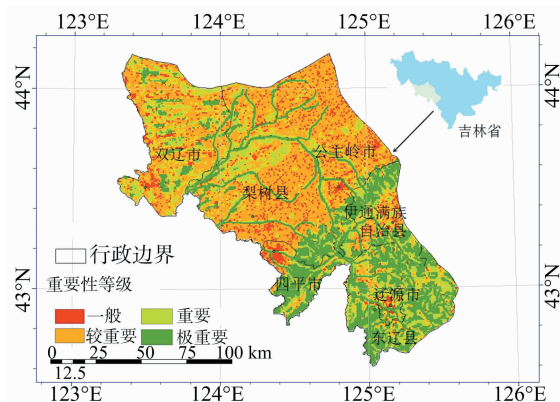 123°E 124°E 125°E 126°E
44°N
44°N
吉林省
双辽市
公主岭市
梨树县
伊通满族
自治县
行政边界
重要性等级
四平市
辽源市
43°N
43°N
一般
重要
较重要
极重要
东辽县
0 25 50 75 100 km
12.5
123°E 124°E 125°E 126°E